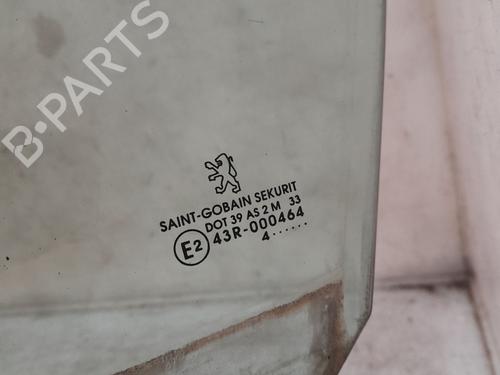 B-PARTS
SAINT-GOBAIN SEKURIT
DOT 39 AS 2 M 33
E2 43R-000464
4......